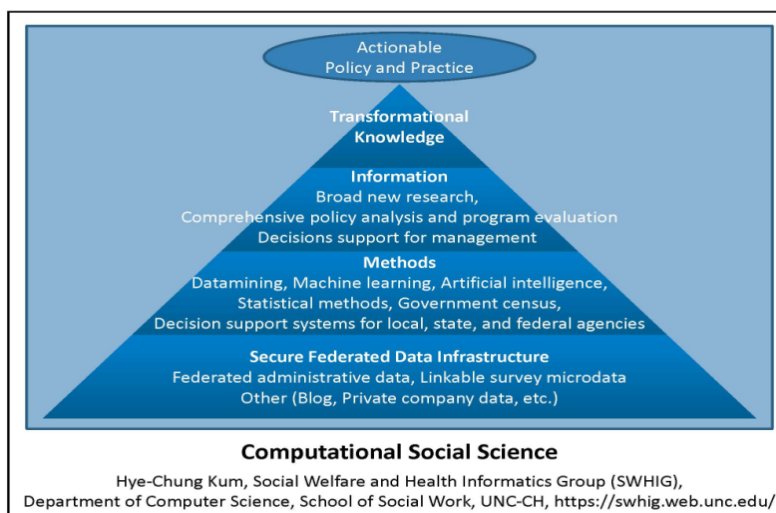 Actionable
Policy and Practice
Transformational
Knowledge
Information
Broad new research,
Comprehensive policy analysis and program evaluation
Decisions support for management
Methods
Datamining, Machine learning, Artificial intelligence,
Statistical methods, Government census,
Decision support systems for local, state, and federal agencies
Secure Federated Data Infrastructure
Federated administrative data, Linkable survey microdata
Other (Blog, Private company data, etc.)
Computational Social Science
Hye-Chung Kum, Social Welfare and Health Informatics Group (SWHIG),
Department of Computer Science, School of Social Work, UNC-CH, https://swhig.web.unc.edu/